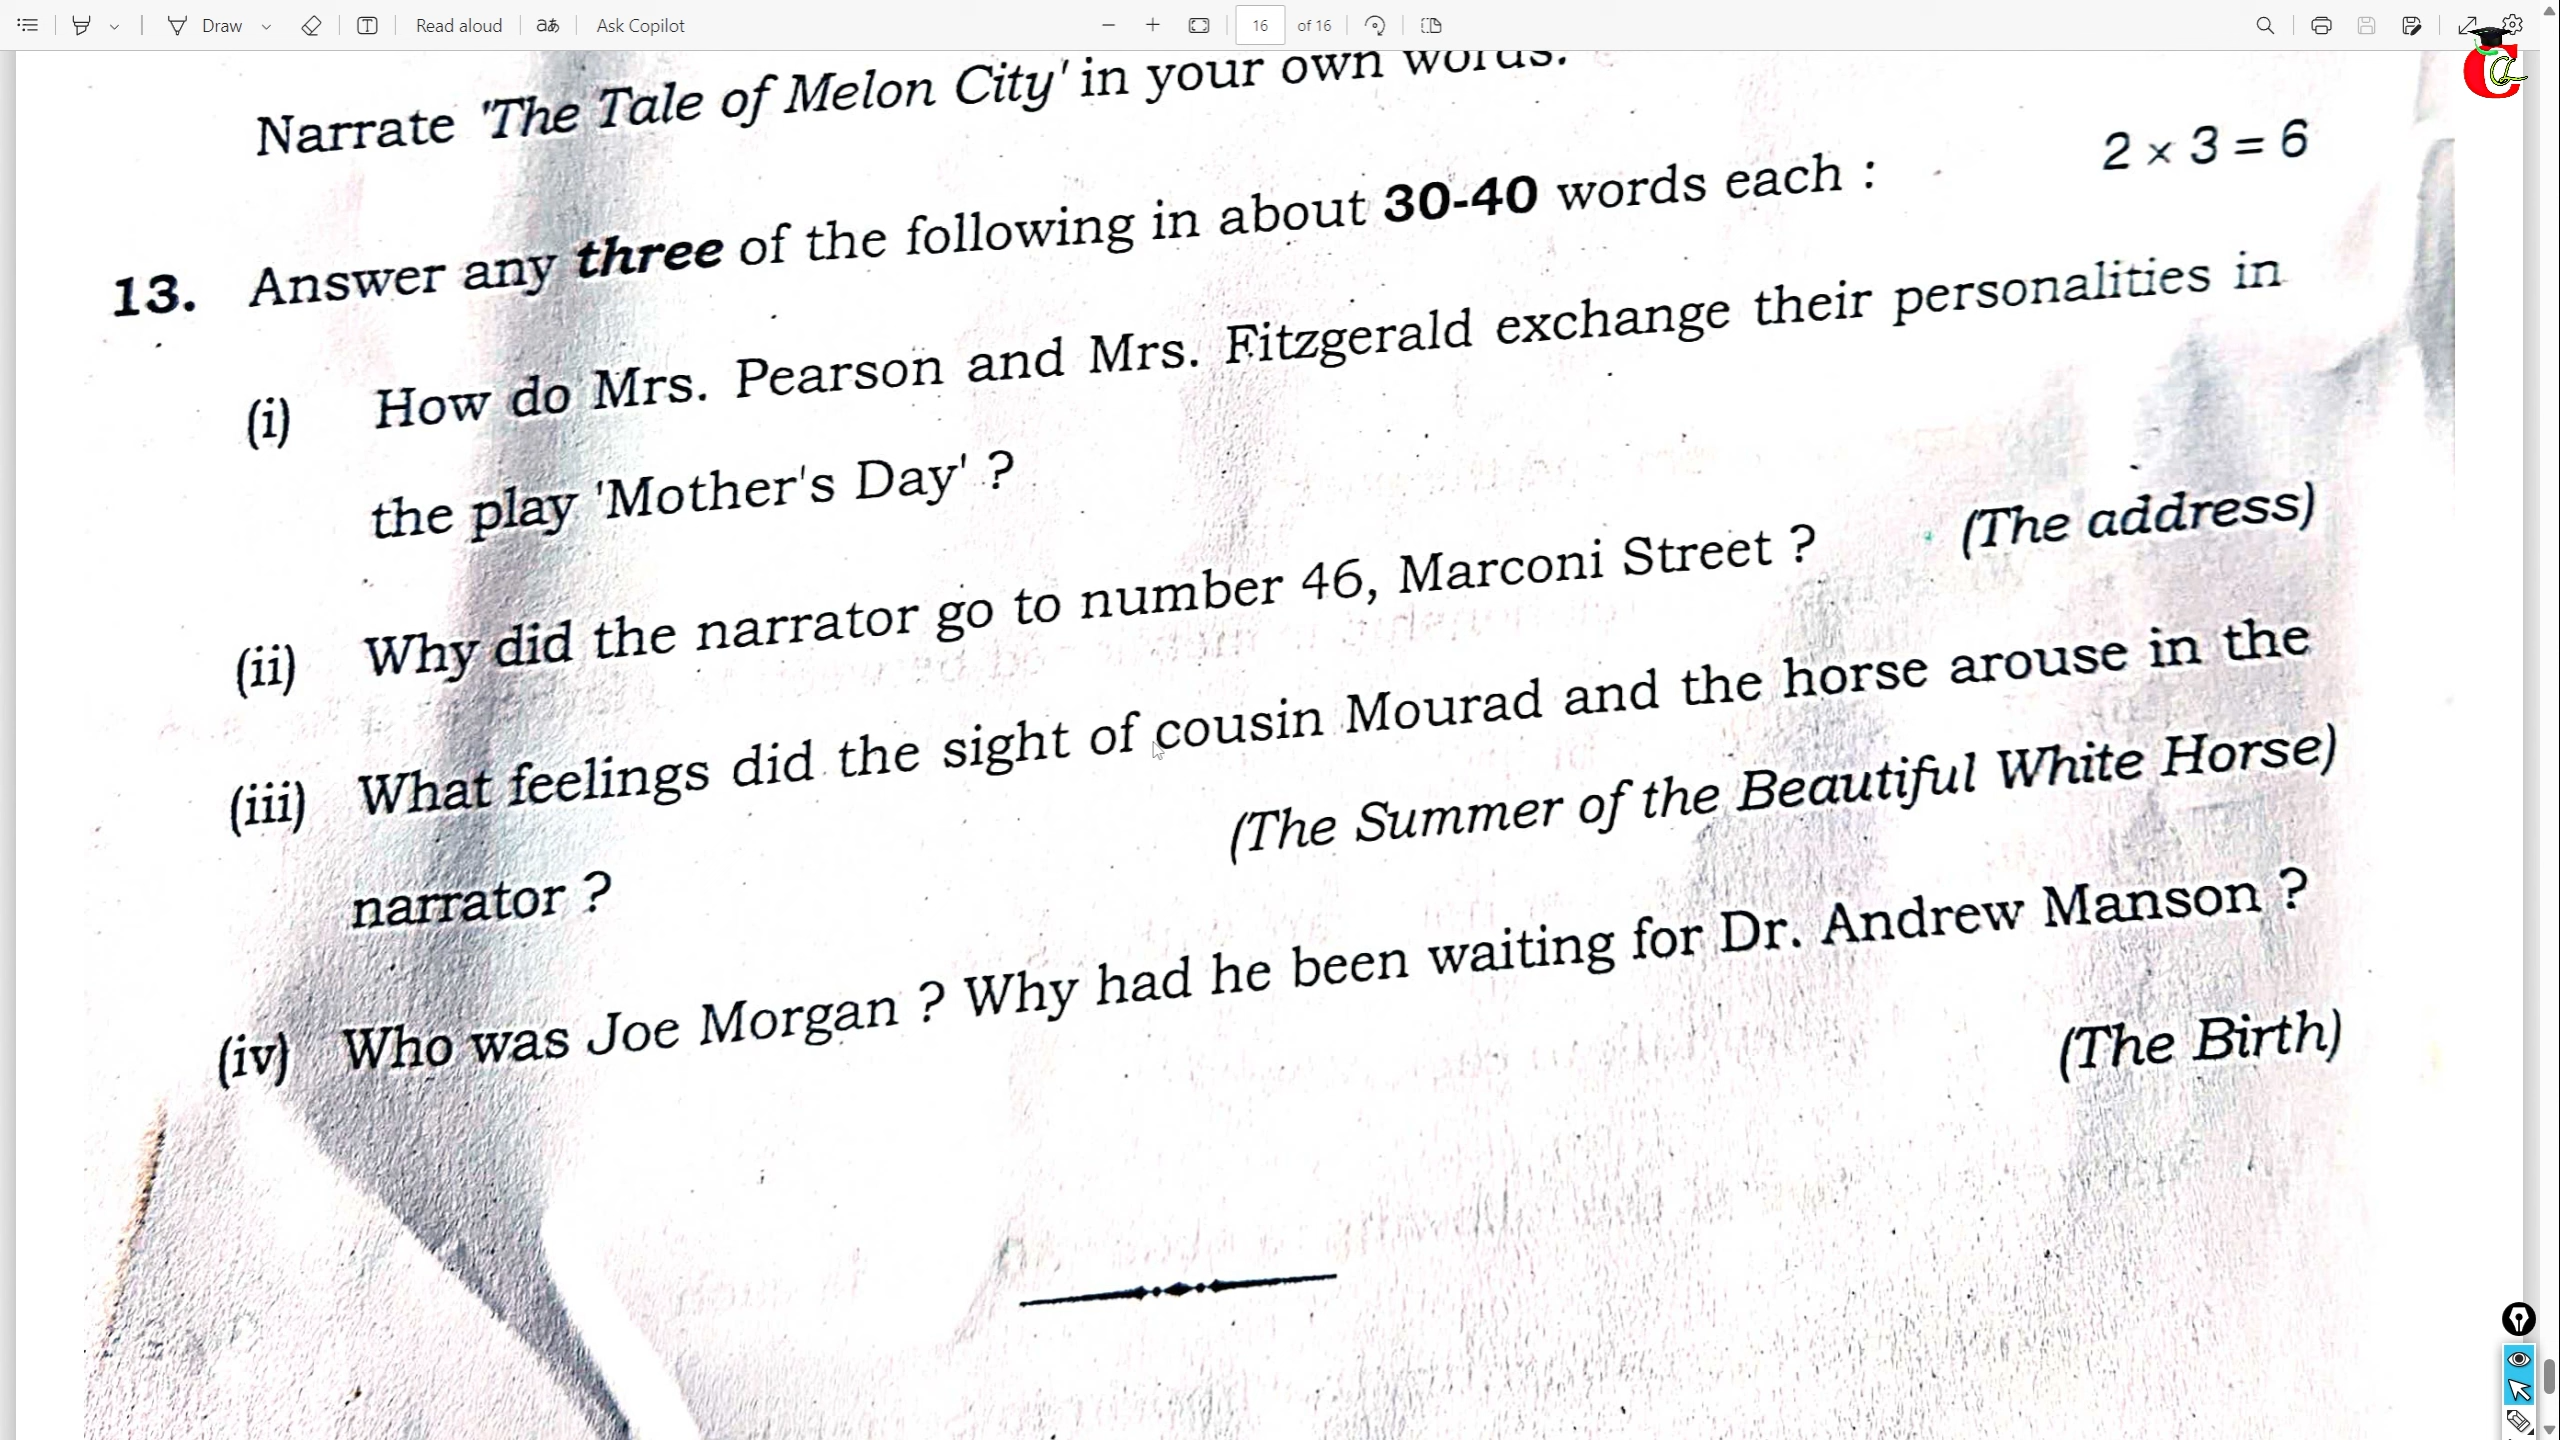 Draw
Read aloud
aあ
Ask Copilot
16
of 16
Narrate 'The Tale of Melon City' in your own words.
13. Answer any three of the following in about 30-40 words each : 2 × 3 = 6
(i) How do Mrs. Pearson and Mrs. Fitzgerald exchange their personalities in
the play 'Mother's Day' ?
(ii) Why did the narrator go to number 46, Marconi Street ? (The address)
(iii) What feelings did the sight of cousin Mourad and the horse arouse in the
narrator ? (The Summer of the Beautiful White Horse)
(iv) Who was Joe Morgan ? Why had he been waiting for Dr. Andrew Manson ?
(The Birth)